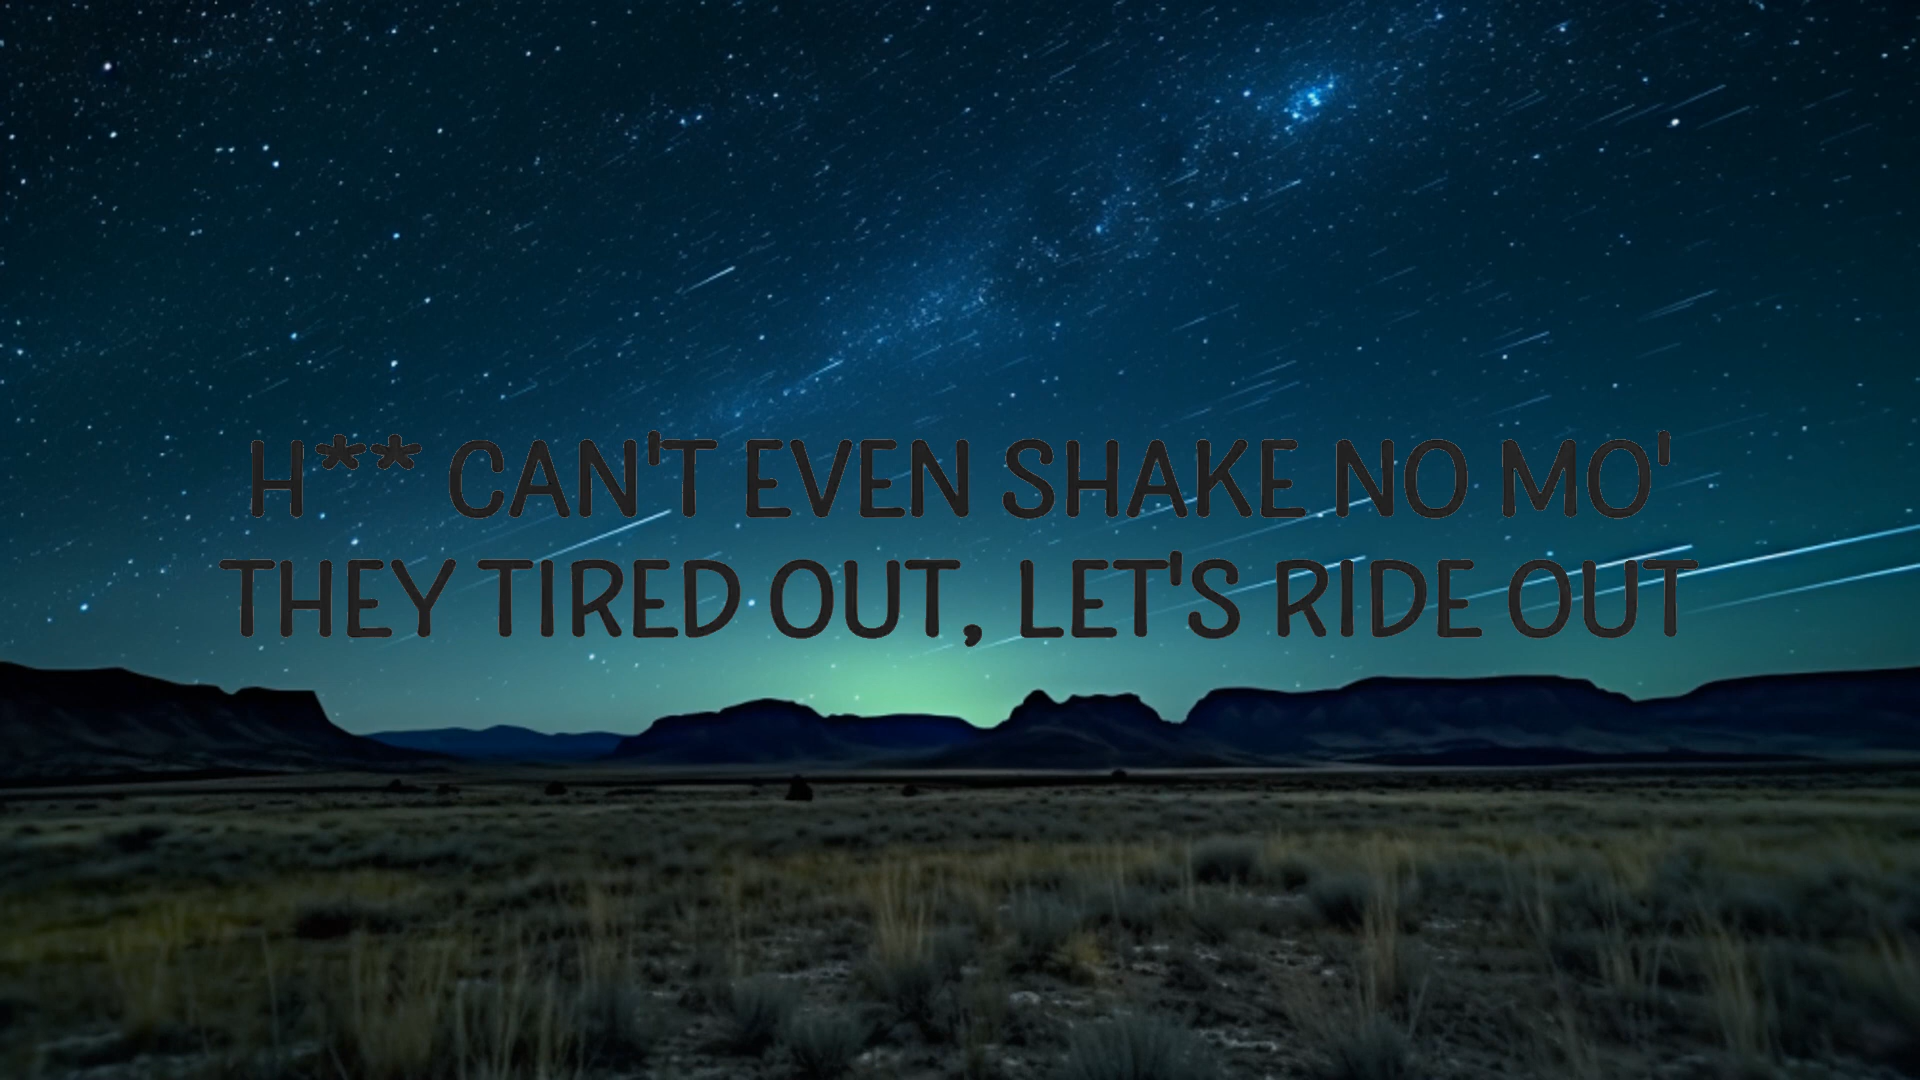 H** CAN'T EVEN SHAKE NO MO'
THEY TIRED OUT, LET'S RIDE OUT